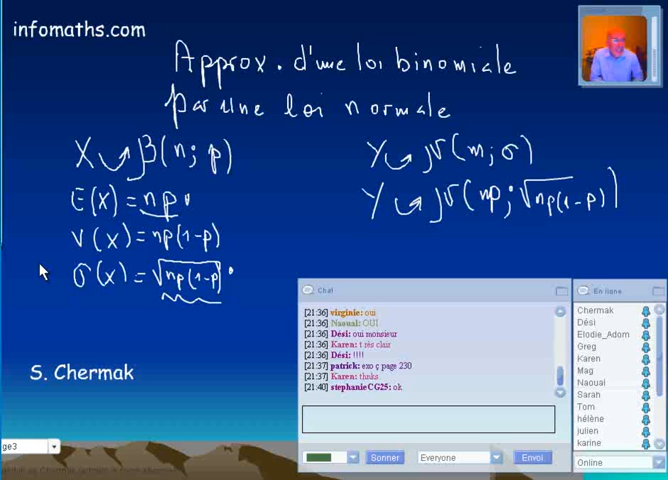 infomaths.com
Approx. d'une loi binomiale
par une loi normale
X ↝ β(n; p)
E(X) = np.
V(X) = np(1-p)
σ(X) = √np(1-p).
Y ↝ N(m; σ)
Y ↝ N(np; √np(1-p))
S. Chermak
ge3
Chat
[21:36] virginie: oui
[21:36] Naoual: OUI
[21:36] Dési: oui monsieur
[21:36] Karen: t rés clair
[21:36] Dési: !!!!
[21:37] patrick: exo ç page 230
[21:37] Karen: thnks
[21:40] stephanieCG25: ok
Sonner
Everyone
Envoi
En ligne
Chermak
Dési
Elodie_Adom
Greg
Karen
Mag
Naoual
Sarah
Tom
hélène
julien
karine
Online